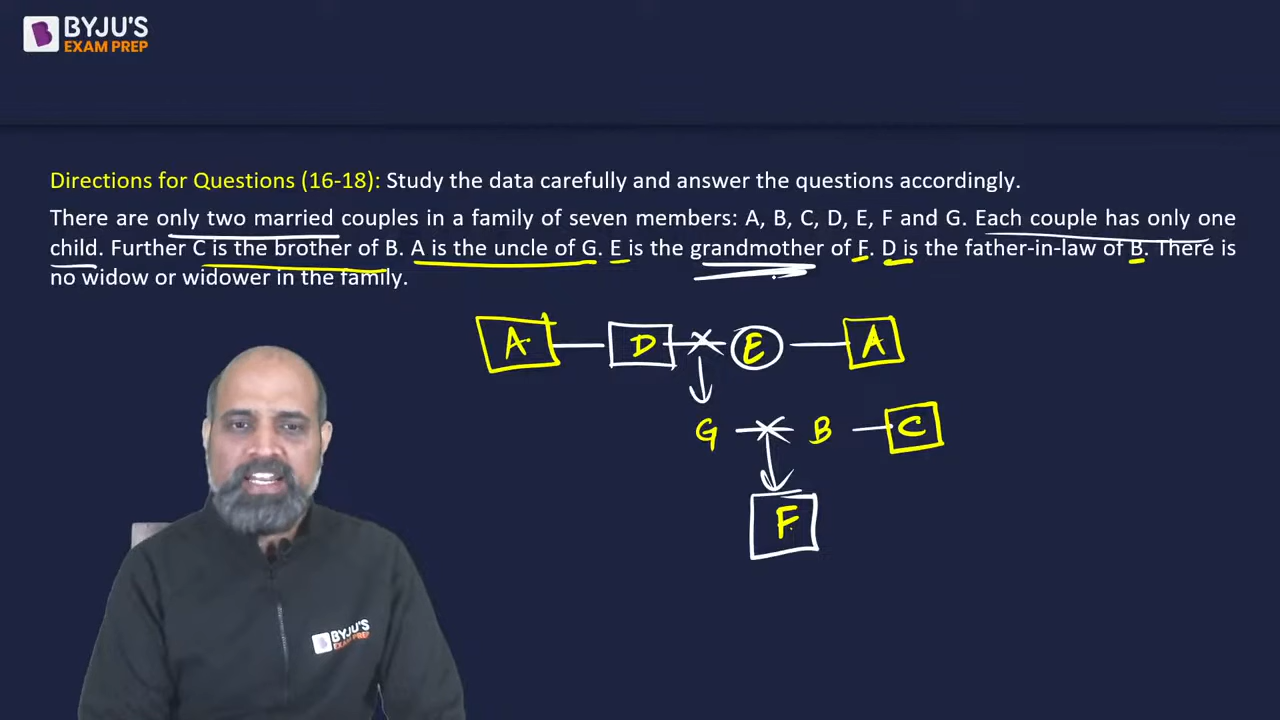 BYJU'S
EXAM PREP
Directions for Questions (16-18): Study the data carefully and answer the questions accordingly.
There are only two married couples in a family of seven members: A, B, C, D, E, F and G. Each couple has only one
child. Further C is the brother of B. A is the uncle of G. E is the grandmother of F. D is the father-in-law of B. There is
no widow or widower in the family.
A D E A
G B C
F
BYJU'S
EXAM PREP